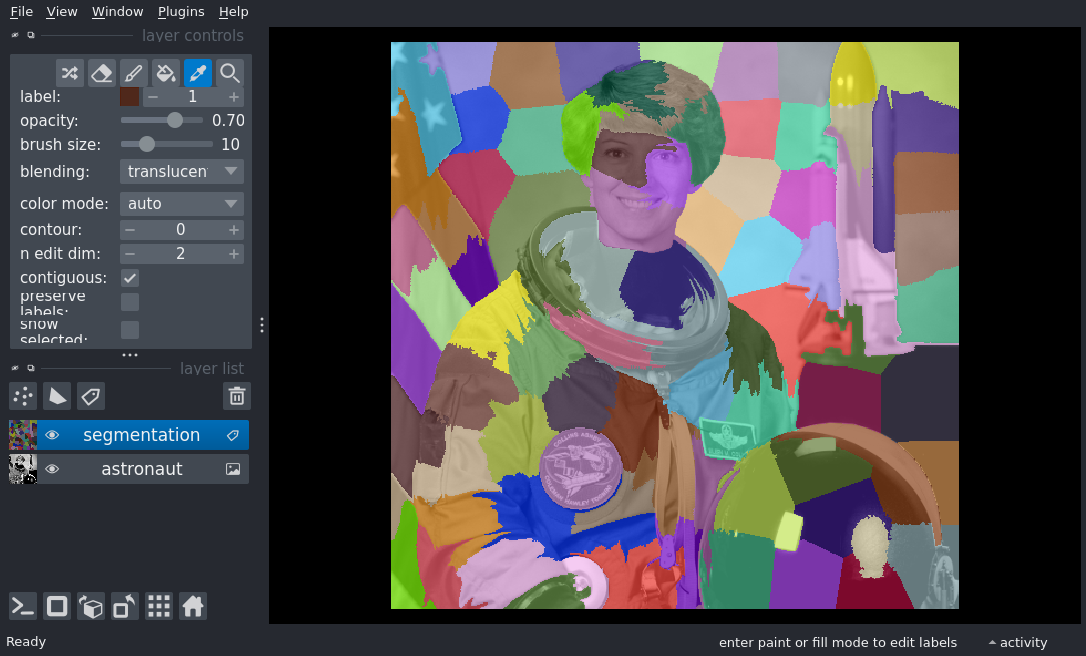 File View Window Plugins Help
layer controls
label: 1
opacity: 0.70
brush size: 10
blending: translucen
color mode: auto
contour: 0
n edit dim: 2
contiguous:
preserve
labels:
show
selected:
layer list
segmentation
astronaut
Ready
enter paint or fill mode to edit labels
activity